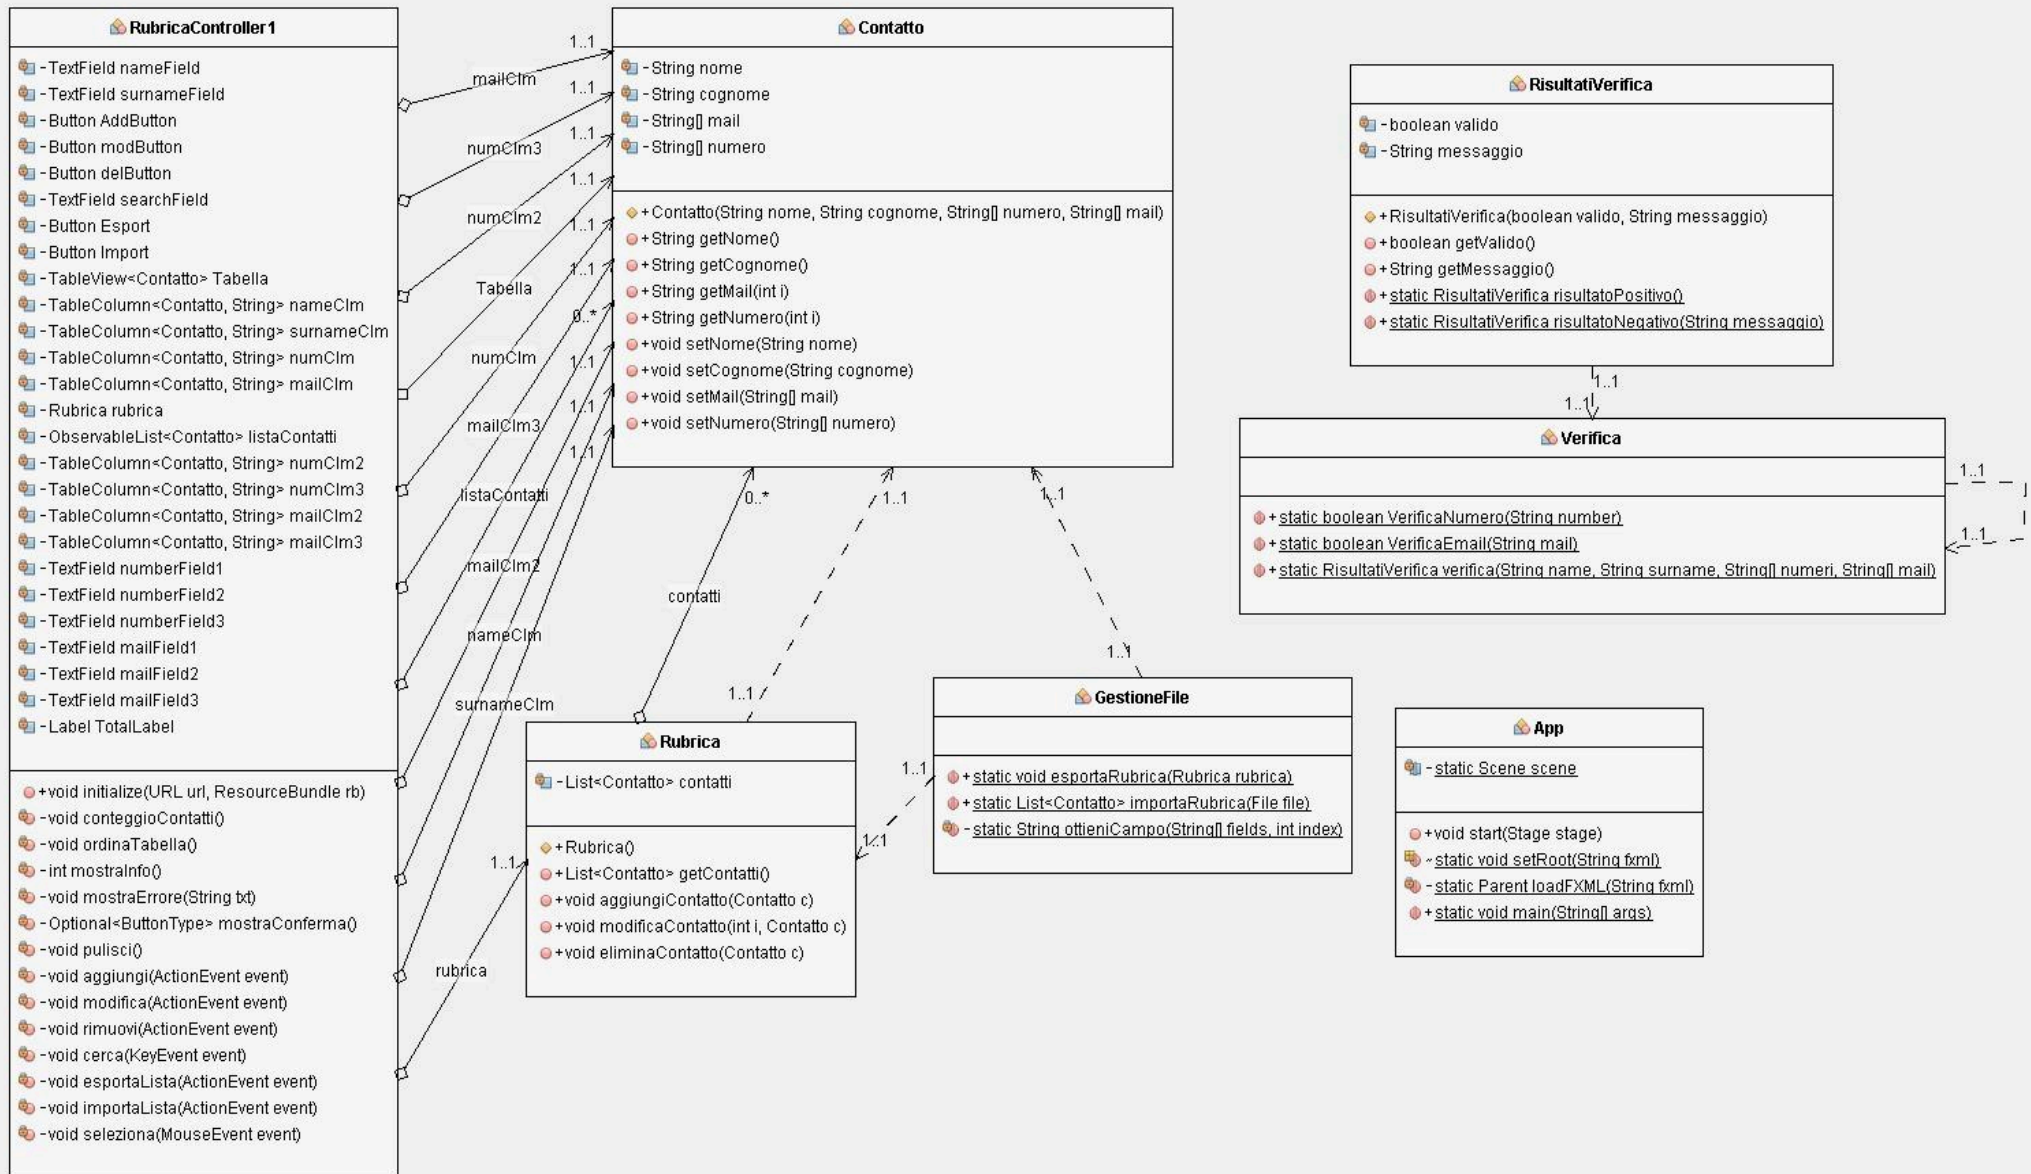 RubricaController1
-TextField nameField
-TextField surnameField
-Button AddButton
-Button modButton
-Button delButton
-TextField searchField
-Button Esport
-Button Import
-TableView<Contatto> Tabella
-TableColumn<Contatto, String> nameClm
-TableColumn<Contatto, String> surnameClm
-TableColumn<Contatto, String> numClm
-TableColumn<Contatto, String> mailClm
-Rubrica rubrica
-ObservableList<Contatto> listaContatti
-TableColumn<Contatto, String> numClm2
-TableColumn<Contatto, String> numClm3
-TableColumn<Contatto, String> mailClm2
-TableColumn<Contatto, String> mailClm3
-TextField numberField1
-TextField numberField2
-TextField numberField3
-TextField mailField1
-TextField mailField2
-TextField mailField3
-Label TotalLabel
+void initialize(URL url, ResourceBundle rb)
-void conteggioContatti()
-void ordinaTabella()
-int mostraInfo()
-void mostraErrore(String txt)
-Optional<ButtonType> mostraConferma()
-void pulisci()
-void aggiungi(ActionEvent event)
-void modifica(ActionEvent event)
-void rimuovi(ActionEvent event)
-void cerca(KeyEvent event)
-void esportaLista(ActionEvent event)
-void importaLista(ActionEvent event)
-void seleziona(MouseEvent event)
1..1
mailClm
1..1
numClm3
1..1
numClm2
1..1
Tabella
1..1
numClm
1..1
mailClm3
0..*
listaContatti
1..1
mailClm2
1..1
nameClm
1..1
surnameClm
1..1
rubrica
Contatto
-String nome
-String cognome
-String[] mail
-String[] numero
+Contatto(String nome, String cognome, String[] numero, String[] mail)
+String getNome()
+String getCognome()
+String getMail(int i)
+String getNumero(int i)
+void setNome(String nome)
+void setCognome(String cognome)
+void setMail(String[] mail)
+void setNumero(String[] numero)
0..*
contatti
1..1
1..1
1..1
1..1
Rubrica
-List<Contatto> contatti
+Rubrica()
+List<Contatto> getContatti()
+void aggiungiContatto(Contatto c)
+void modificaContatto(int i, Contatto c)
+void eliminaContatto(Contatto c)
1..1
1..1
GestioneFile
+static void esportaRubrica(Rubrica rubrica)
+static List<Contatto> importaRubrica(File file)
-static String ottieniCampo(String[] fields, int index)
RisultatiVerifica
-boolean valido
-String messaggio
+RisultatiVerifica(boolean valido, String messaggio)
+boolean getValido()
+String getMessaggio()
+static RisultatiVerifica risultatoPositivo()
+static RisultatiVerifica risultatoNegativo(String messaggio)
1..1
1..1
Verifica
+static boolean VerificaNumero(String number)
+static boolean VerificaEmail(String mail)
+static RisultatiVerifica verifica(String name, String surname, String[] numeri, String[] mail)
1..1
1..1
App
-static Scene scene
+void start(Stage stage)
~static void setRoot(String fxml)
-static Parent loadFXML(String fxml)
+static void main(String[] args)